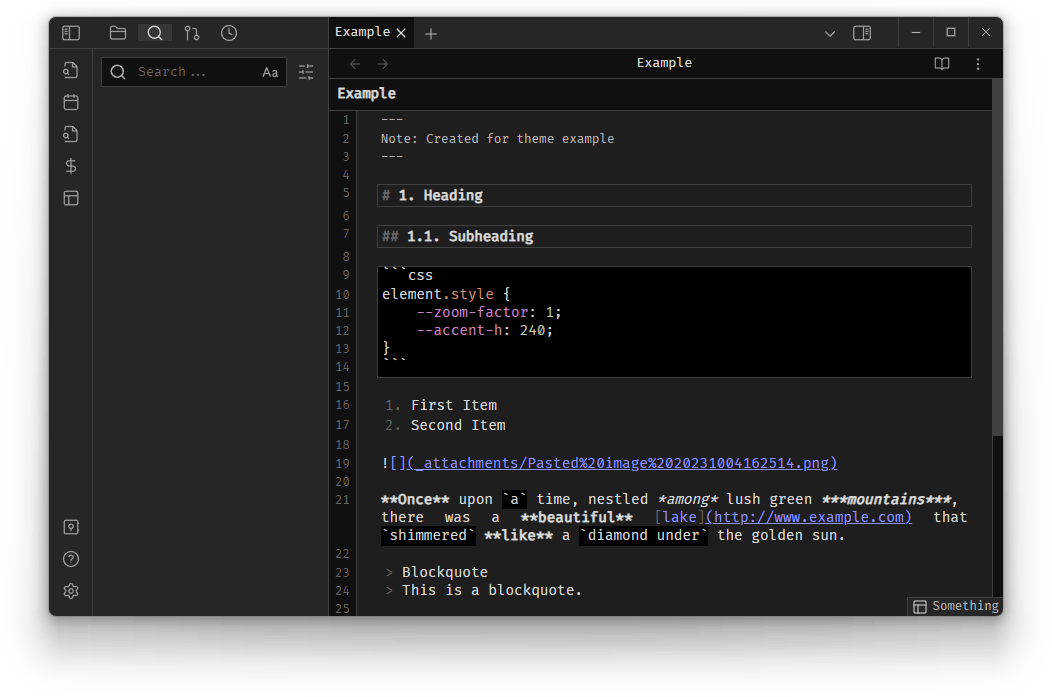 Example
Search ...
Aa
Example
Example
1 ---
2 Note: Created for theme example
3 ---
4
5 # 1. Heading
6
7 ## 1.1. Subheading
8
9 ```css
10 element.style {
11     --zoom-factor: 1;
12     --accent-h: 240;
13 }
14 ```
15
16 1. First Item
17 2. Second Item
18
19 ![](_attachments/Pasted%20image%2020231004162514.png)
20
21 **Once** upon `a` time, nestled *among* lush green ***mountains***,
there was a **beautiful** [lake](http://www.example.com) that
`shimmered` **like** a `diamond under` the golden sun.
22
23 > Blockquote
24 > This is a blockquote.
25
Something